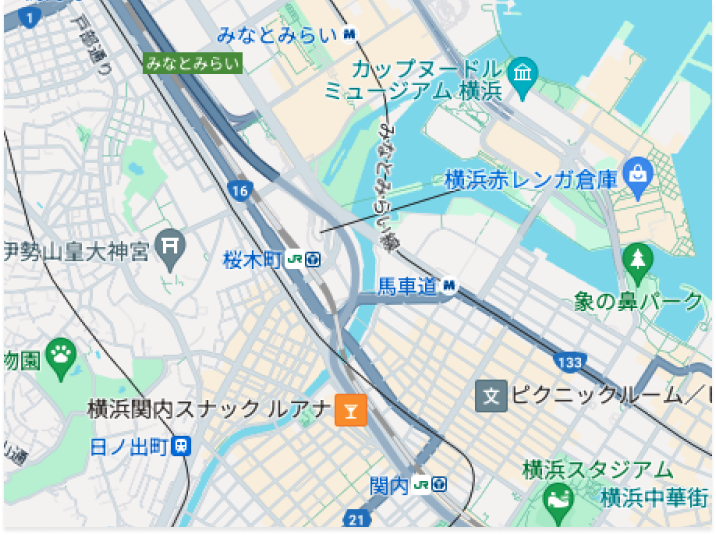 1
戸部通り
みなとみらい
みなとみらい
カップヌードル
ミュージアム 横浜
みなとみらい線
横浜赤レンガ倉庫
16
伊勢山皇大神宮
桜木町 JR
馬車道
象の鼻パーク
133
物園
横浜関内スナック ルアナ
文
ピクニックルーム/
日ノ出町
山通
関内 JR
横浜スタジアム
横浜中華街
21